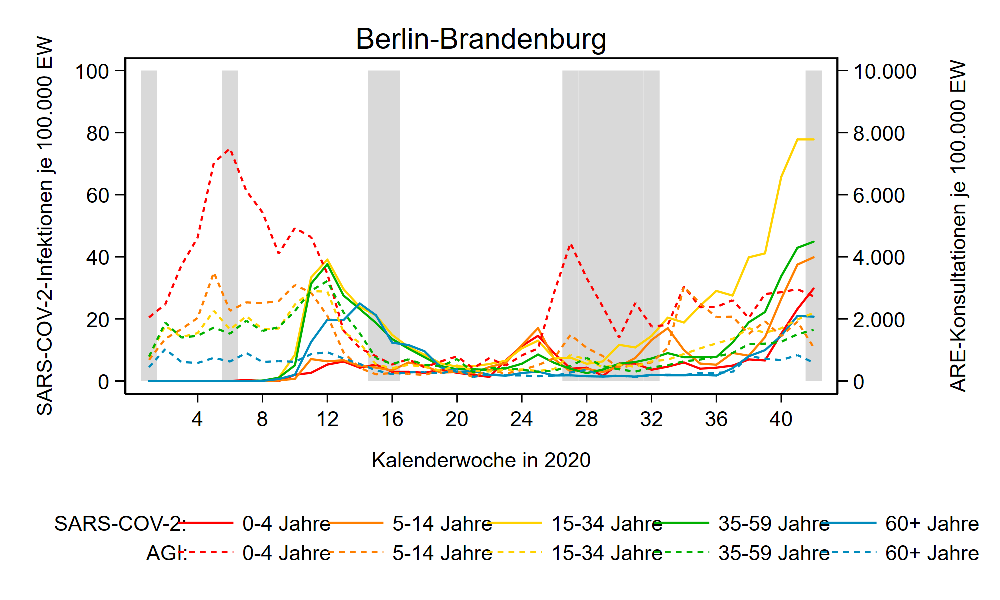 Berlin-Brandenburg
SARS-COV-2-Infektionen je 100.000 EW
100
80
60
40
20
0
10.000
8.000
6.000
4.000
2.000
0
ARE-Konsultationen je 100.000 EW
4 8 12 16 20 24 28 32 36 40
Kalenderwoche in 2020
SARS-COV-2: 0-4 Jahre 5-14 Jahre 15-34 Jahre 35-59 Jahre 60+ Jahre
AGI: 0-4 Jahre 5-14 Jahre 15-34 Jahre 35-59 Jahre 60+ Jahre